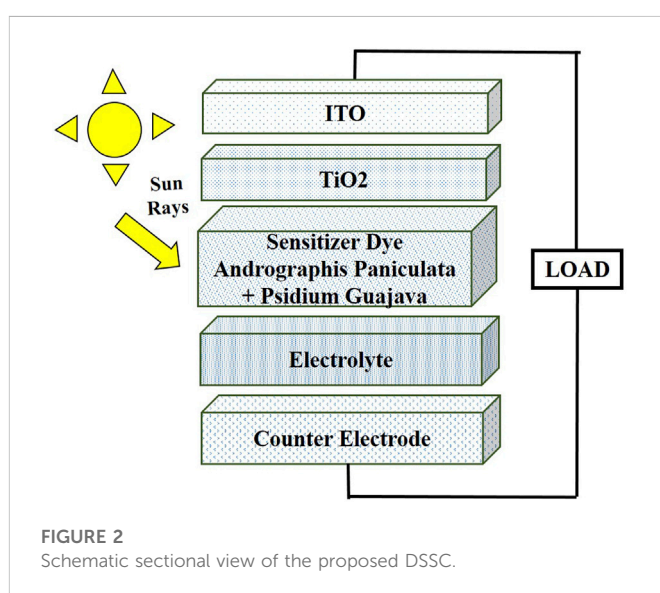 ITO
TiO2
Sun
Rays
Sensitizer Dye
Andrographis Paniculata
+ Psidium Guajava
LOAD
Electrolyte
Counter Electrode
FIGURE 2
Schematic sectional view of the proposed DSSC.